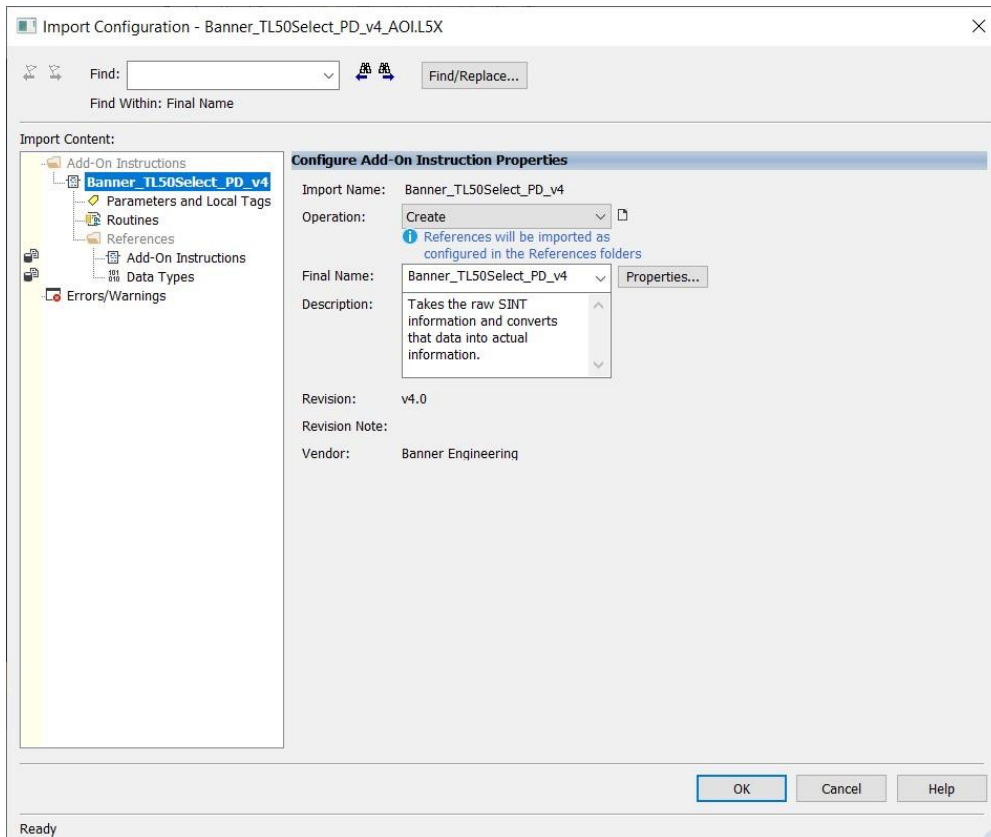 Import Configuration - Banner_TL50Select_PD_v4_AOI.L5X
Find:
Find/Replace...
Find Within: Final Name
Import Content:
Add-On Instructions
Banner_TL50Select_PD_v4
Parameters and Local Tags
Routines
References
Add-On Instructions
Data Types
Errors/Warnings
Configure Add-On Instruction Properties
Import Name: Banner_TL50Select_PD_v4
Operation: Create
References will be imported as
configured in the References folders
Final Name: Banner_TL50Select_PD_v4 Properties...
Description: Takes the raw SINT
information and converts
that data into actual
information.
Revision: v4.0
Revision Note:
Vendor: Banner Engineering
OK Cancel Help
Ready